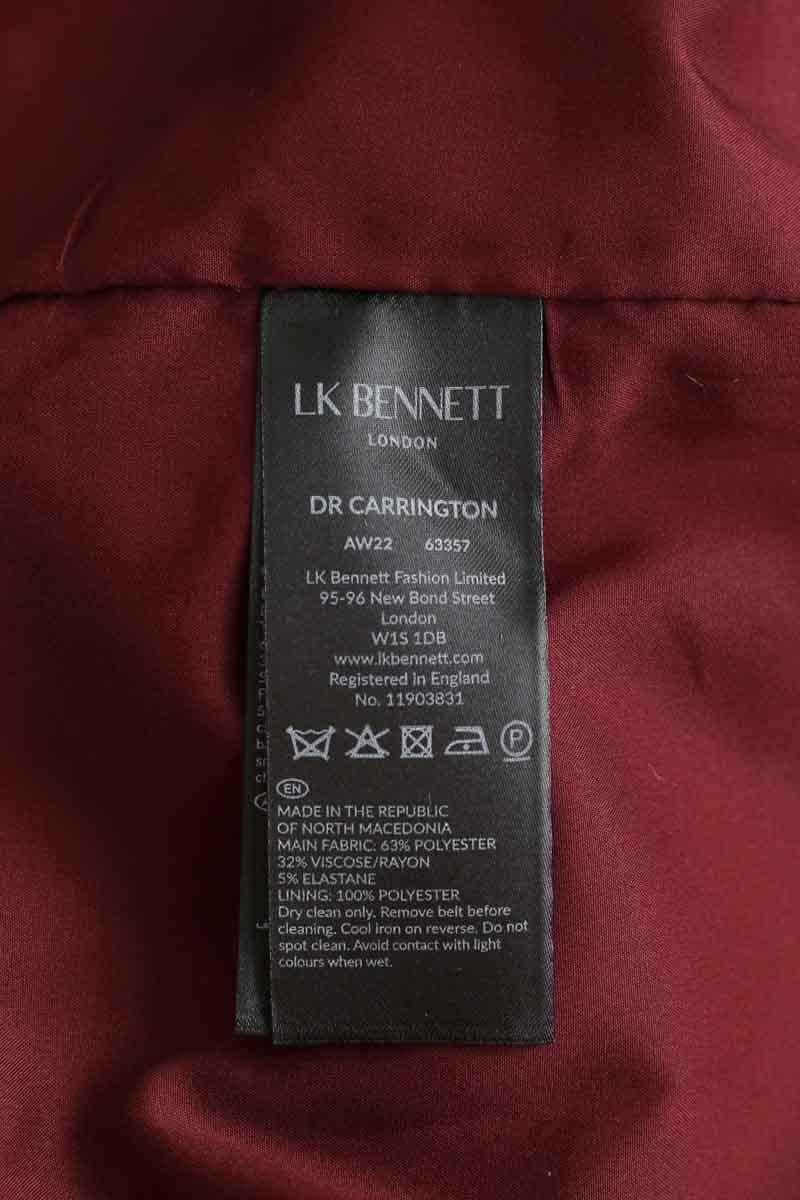 LK BENNETT
LONDON
DR CARRINGTON
AW22 63357
LK Bennett Fashion Limited
95-96 New Bond Street
London
W1S 1DB
www.lkbennett.com
Registered in England
No. 11903831
P
EN
MADE IN THE REPUBLIC
OF NORTH MACEDONIA
MAIN FABRIC: 63% POLYESTER
32% VISCOSE/RAYON
5% ELASTANE
LINING: 100% POLYESTER
Dry clean only. Remove belt before
cleaning. Cool iron on reverse. Do not
spot clean. Avoid contact with light
colours when wet.